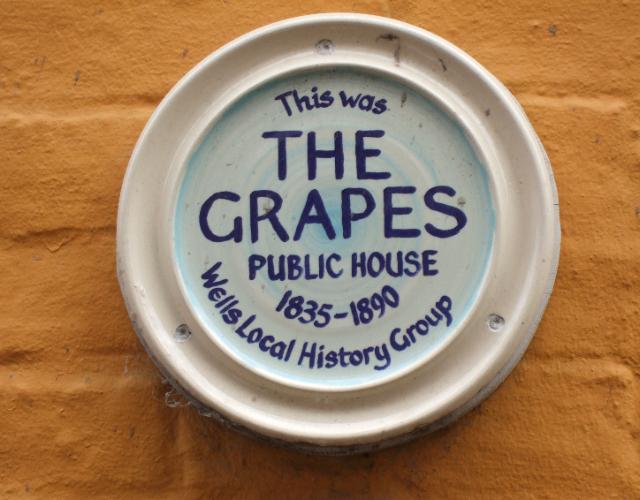 This was
THE
GRAPES
PUBLIC HOUSE
1835-1890
Wells Local History Group